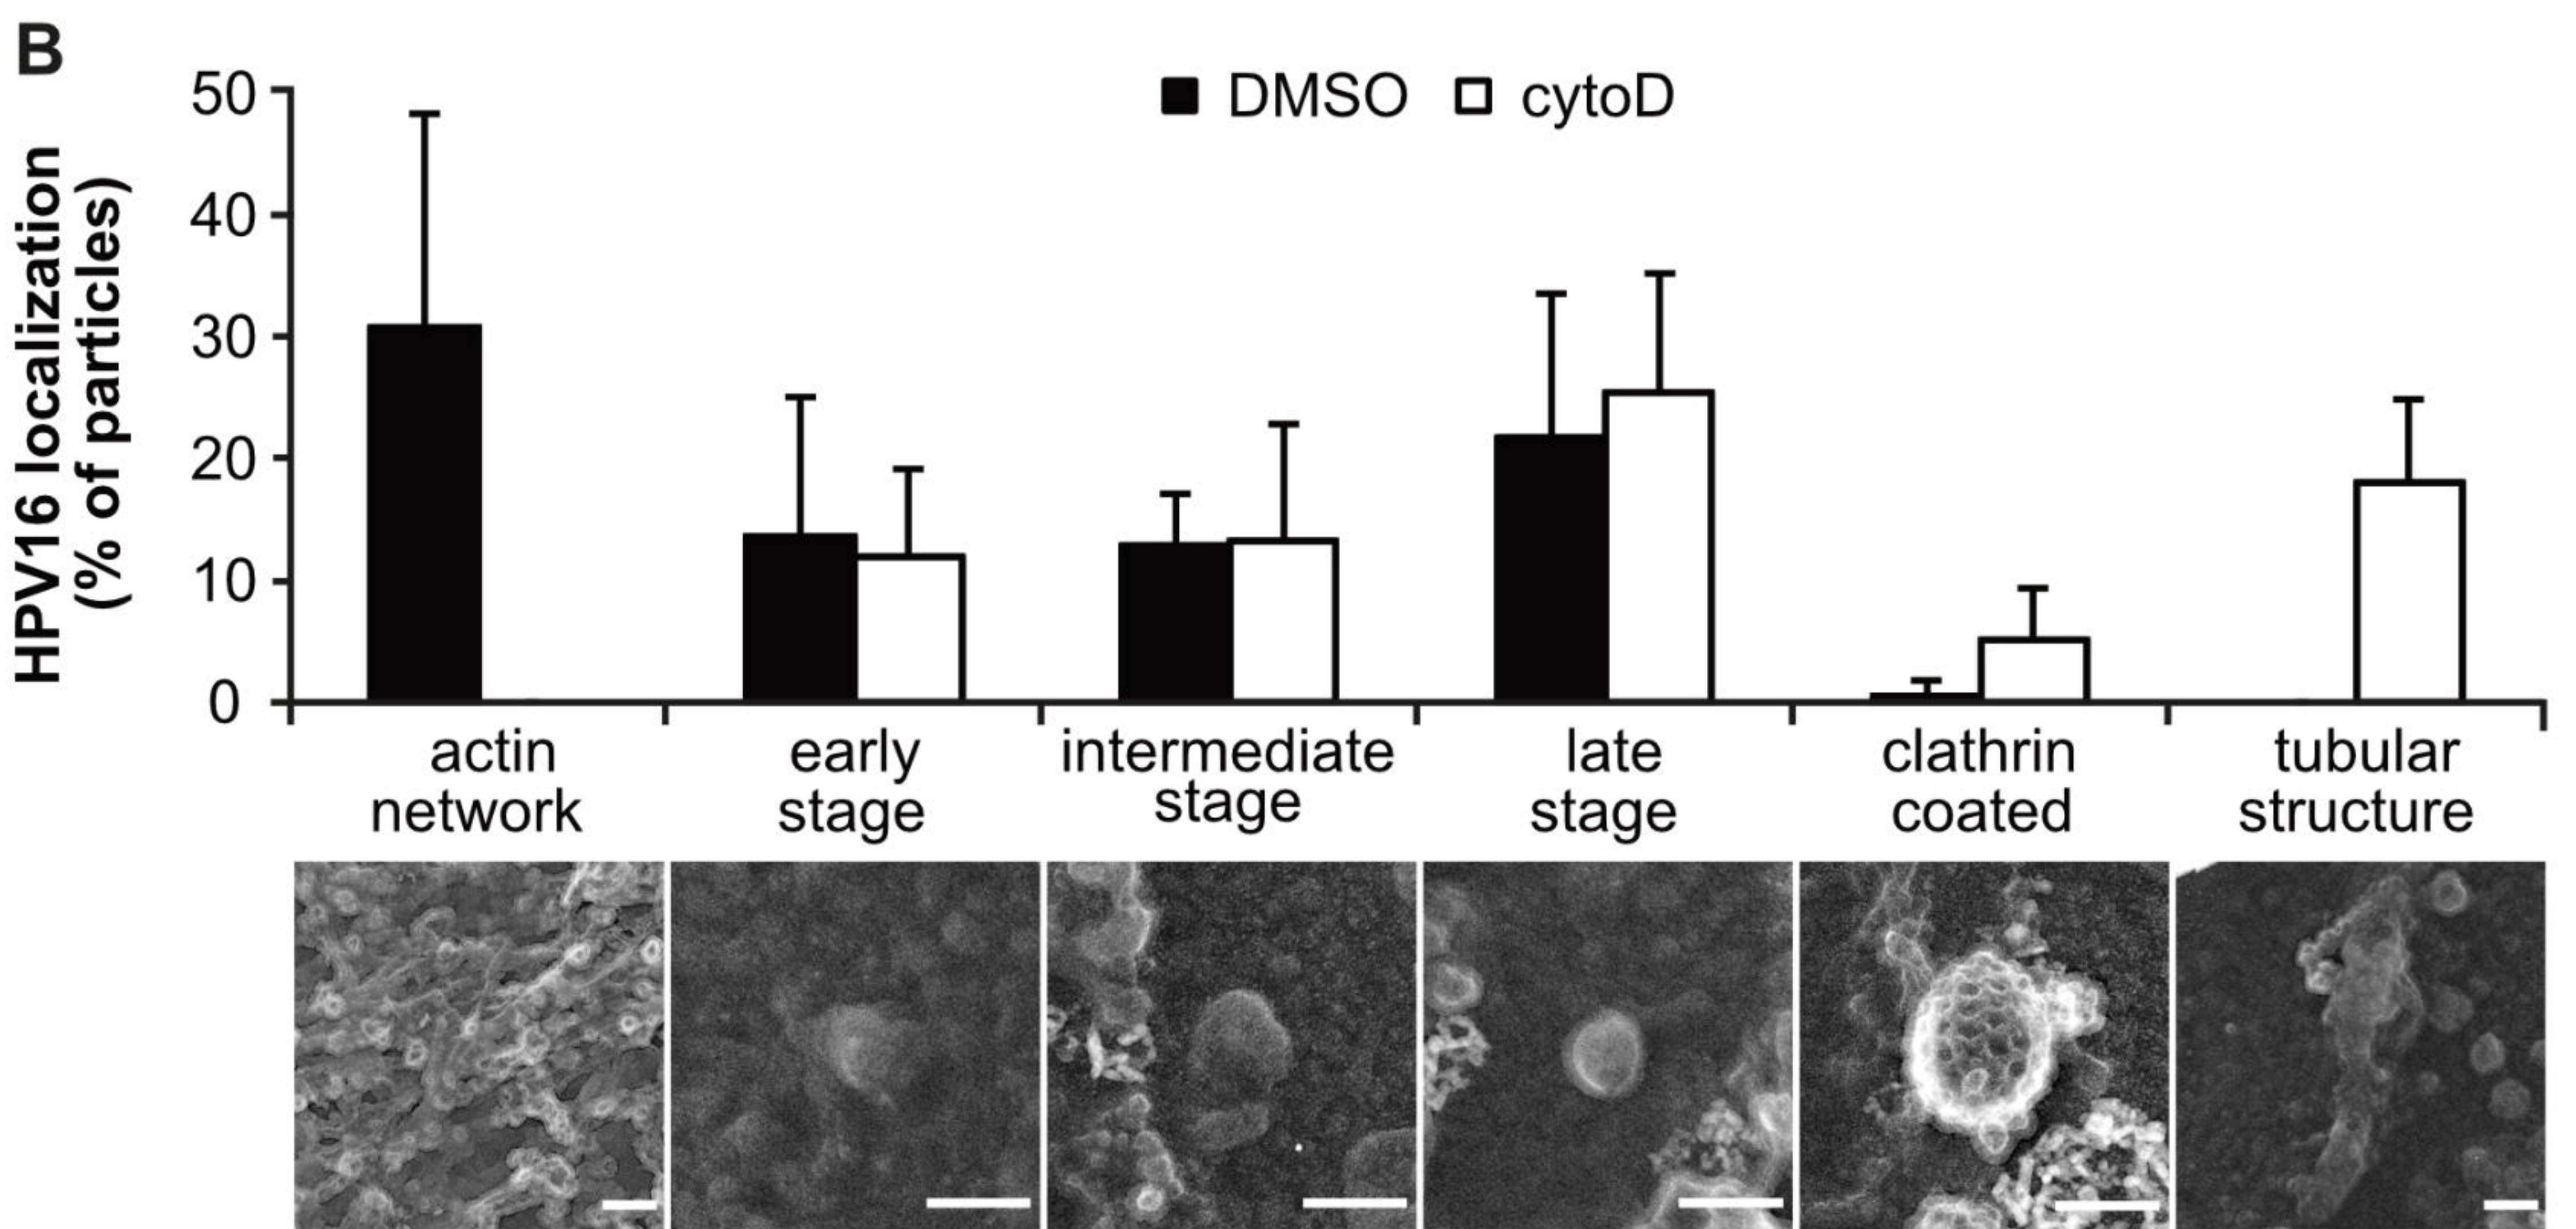 B
DMSO cytoD
HPV16 localization
(% of particles)
50
40
30
20
10
0
actin
network
early
stage
intermediate
stage
late
stage
clathrin
coated
tubular
structure